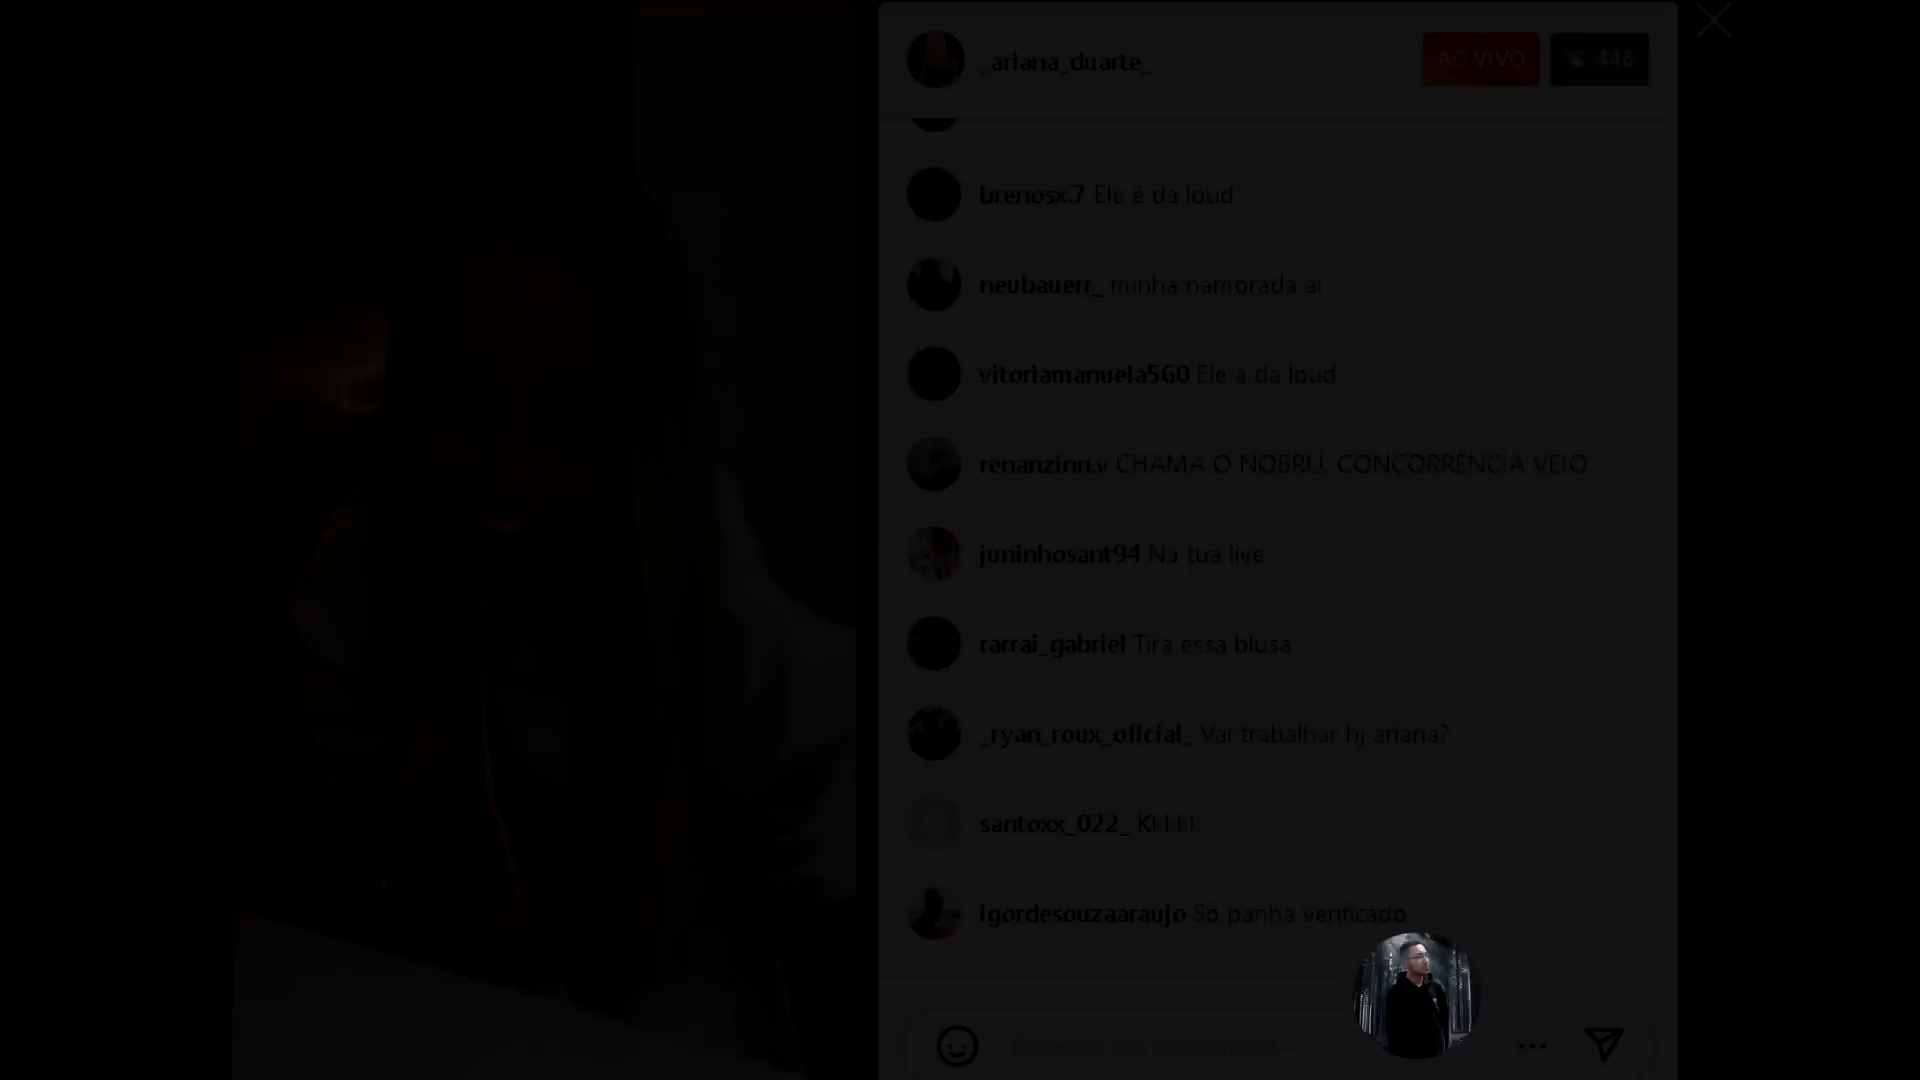 _ariana_duarte_
AO VIVO
446
brenosx.7 Ele é da loud
neubauerr_ minha namorada ai
vitoriamanuela560 Ele a da loud
renanzinn.v CHAMA O NOBRU, CONCORRÊNCIA VEIO
juninhosant94 Na tua live
rarrai_gabriel Tira essa blusa
_ryan_roux_oficial_ Vai trabalhar hj ariana?
santoxx_022_ Kkkkk
igordesouzaaraujo Só panha verificado